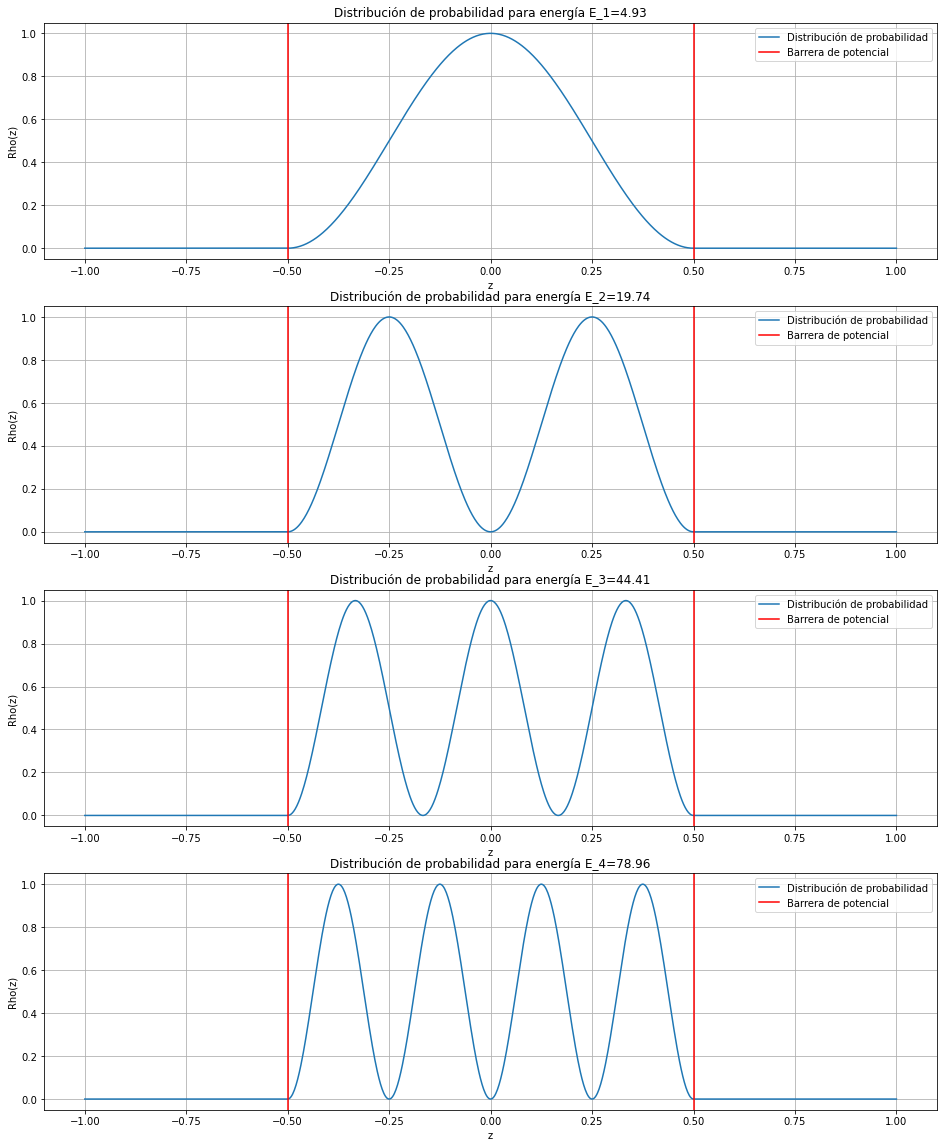 Distribución de probabilidad para energía E_1=4.93
Distribución de probabilidad
Barrera de potencial
1.0
0.8
0.6
0.4
0.2
0.0
Rho(z)
−1.00 −0.75 −0.50 −0.25 0.00 0.25 0.50 0.75 1.00
z
Distribución de probabilidad para energía E_2=19.74
Distribución de probabilidad
Barrera de potencial
1.0
0.8
0.6
0.4
0.2
0.0
Rho(z)
−1.00 −0.75 −0.50 −0.25 0.00 0.25 0.50 0.75 1.00
z
Distribución de probabilidad para energía E_3=44.41
Distribución de probabilidad
Barrera de potencial
1.0
0.8
0.6
0.4
0.2
0.0
Rho(z)
−1.00 −0.75 −0.50 −0.25 0.00 0.25 0.50 0.75 1.00
z
Distribución de probabilidad para energía E_4=78.96
Distribución de probabilidad
Barrera de potencial
1.0
0.8
0.6
0.4
0.2
0.0
Rho(z)
−1.00 −0.75 −0.50 −0.25 0.00 0.25 0.50 0.75 1.00
z